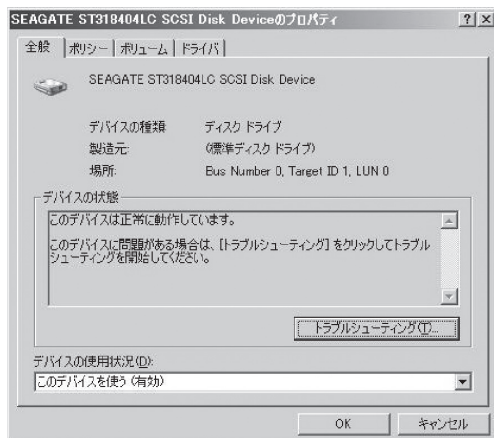 SEAGATE ST318404LC SCSI Disk Deviceのプロパティ
全般 ポリシー ボリューム ドライバ
SEAGATE ST318404LC SCSI Disk Device
デバイスの種類 ディスク ドライブ
製造元: (標準ディスク ドライブ)
場所: Bus Number 0, Target ID 1, LUN 0
デバイスの状態
このデバイスは正常に動作しています。
このデバイスに問題がある場合は、[トラブルシューティング] をクリックしてトラブル
シューティングを開始してください。
トラブルシューティング(T)...
デバイスの使用状況(D):
このデバイスを使う (有効)
OK キャンセル